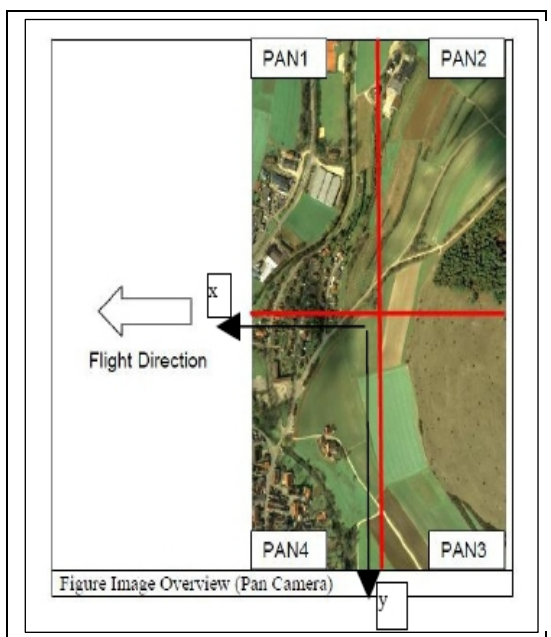 PAN1 PAN2
x
Flight Direction
PAN4 PAN3
Figure Image Overview (Pan Camera)
y